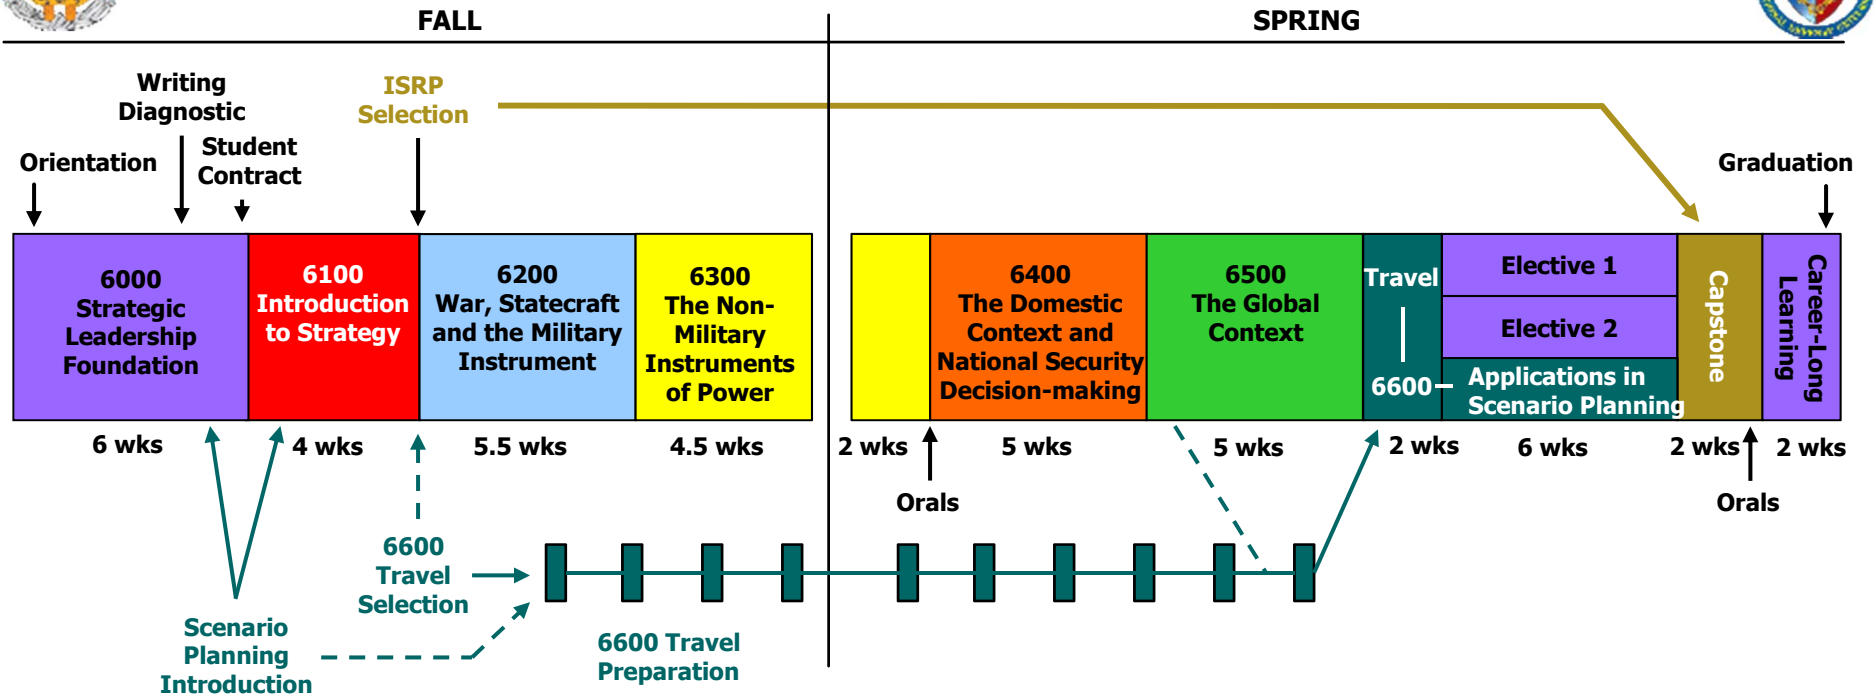 FALL
SPRING
Writing
Diagnostic
ISRP
Selection
Orientation
Student
Contract
Graduation
6000
Strategic
Leadership
Foundation
6100
Introduction
to Strategy
6200
War, Statecraft
and the Military
Instrument
6300
The Non-
Military
Instruments
of Power
6400
The Domestic
Context and
National Security
Decision-making
6500
The Global
Context
Travel
6600
Elective 1
Elective 2
Applications in
Scenario Planning
Capstone
Career-Long
Learning
6 wks
4 wks
5.5 wks
4.5 wks
2 wks
5 wks
5 wks
2 wks
6 wks
2 wks
2 wks
Orals
Orals
6600
Travel
Selection
Scenario
Planning
Introduction
6600 Travel
Preparation